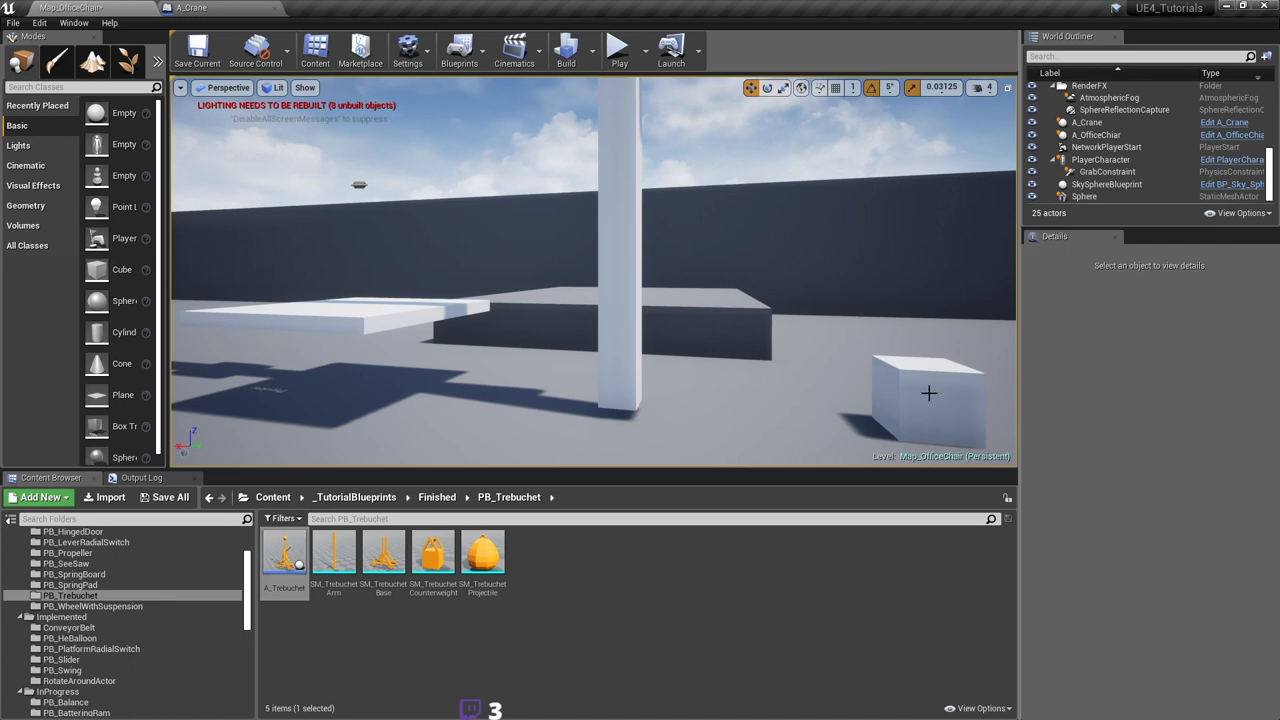 Map_OfficeChair*
A_Crane
UE4_Tutorials
File Edit Window Help
Modes
Search Classes
Recently Placed
Basic
Lights
Cinematic
Visual Effects
Geometry
Volumes
All Classes
Empty
Empty
Empty
Point L
Player
Cube
Spher
Cylind
Cone
Plane
Box Tr
Spher
Save Current
Source Control
Content
Marketplace
Settings
Blueprints
Cinematics
Build
Play
Launch
Perspective
Lit
Show
1
5°
0.03125
4
LIGHTING NEEDS TO BE REBUILT (8 unbuilt objects)
'DisableAllScreenMessages' to suppress
Z
Level: Map_OfficeChair (Persistent)
World Outliner
Search...
Label Type
RenderFX Folder
AtmosphericFog AtmosphericFog
SphereReflectionCapture SphereReflectionC
A_Crane Edit A_Crane
A_OfficeChiar Edit A_OfficeChia
NetworkPlayerStart PlayerStart
PlayerCharacter Edit PlayerChara
GrabConstraint PhysicsConstrain
SkySphereBlueprint Edit BP_Sky_Sph
Sphere StaticMeshActor
25 actors
View Options
Details
Select an object to view details.
Content Browser
Output Log
Add New
Import
Save All
Content
_TutorialBlueprints
Finished
PB_Trebuchet
Search Folders
PB_HingedDoor
PB_LeverRadialSwitch
PB_Propeller
PB_SeeSaw
PB_SpringBoard
PB_SpringPad
PB_Trebuchet
PB_WheelWithSuspension
Implemented
ConveyorBelt
PB_HeBalloon
PB_PlatformRadialSwitch
PB_Slider
PB_Swing
RotateAroundActor
InProgress
PB_Balance
PB_BatteringRam
Filters
Search PB_Trebuchet
A_Trebuchet
SM_Trebuchet
Arm
SM_Trebuchet
Base
SM_Trebuchet
Counterweight
SM_Trebuchet
Projectile
5 items (1 selected)
3
View Options